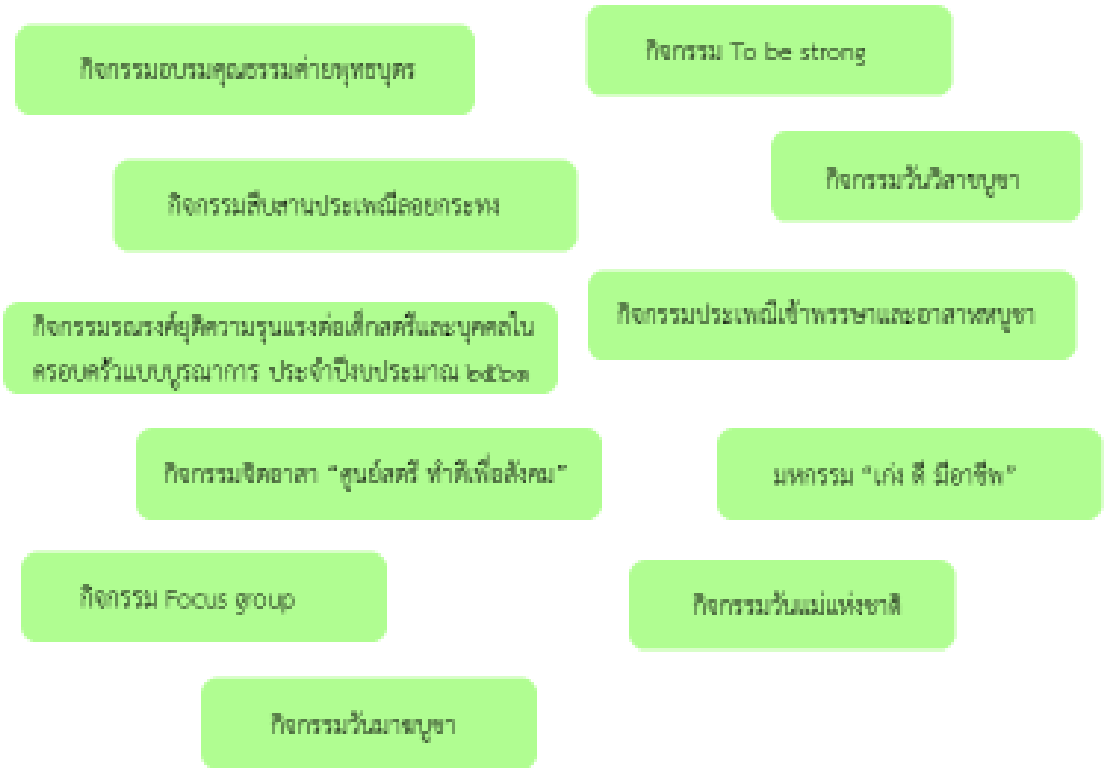 กิจกรรมอบรมคุณธรรมค่ายพุทธบุตร
กิจกรรม To be strong
กิจกรรมวันวิสาขบูชา
กิจกรรมสืบสานประเพณีลอยกระทง
กิจกรรมประเพณีเข้าพรรษาและอาสาฬหบูชา
กิจกรรมรณรงค์ยุติความรุนแรงต่อเด็กสตรีและบุคคลใน
ครอบครัวแบบบูรณาการ ประจำปีงบประมาณ ๒๕๖๓
กิจกรรมจิตอาสา “ศูนย์สตรี ทำดีเพื่อสังคม”
มหกรรม “เก่ง ดี มีอาชีพ”
กิจกรรม Focus group
กิจกรรมวันแม่แห่งชาติ
กิจกรรมวันมาฆบูชา